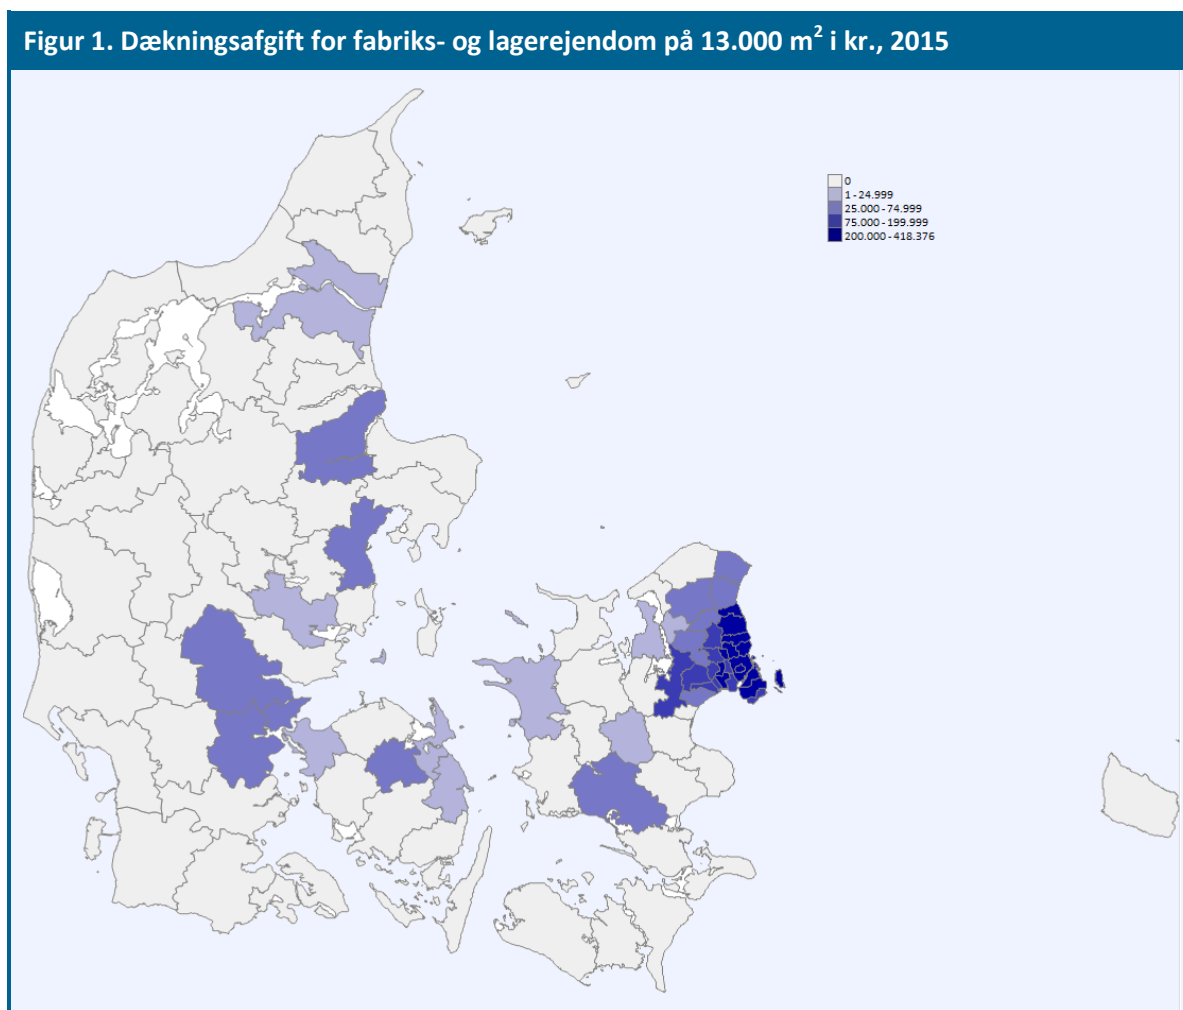 Figur 1. Dækningsafgift for fabriks- og lagerejendom på 13.000 m² i kr., 2015
0
1 - 24.999
25.000 - 74.999
75.000 - 199.999
200.000 - 418.376